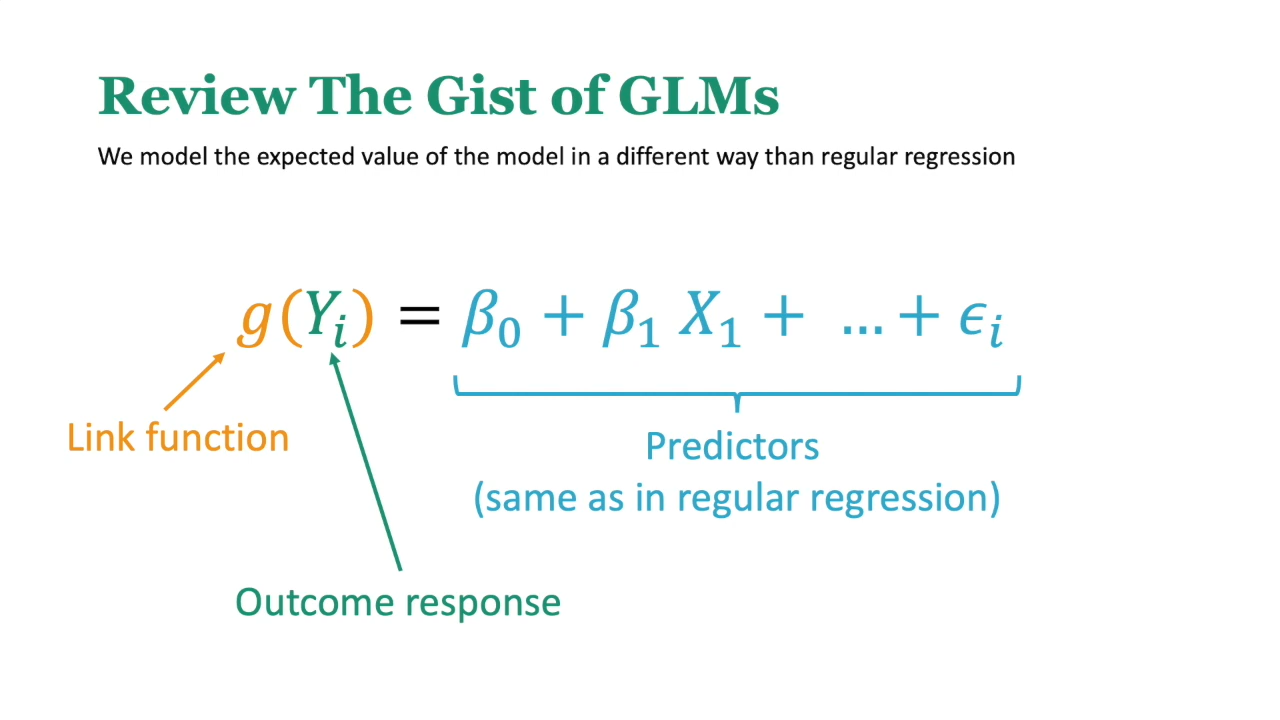 Review The Gist of GLMs
We model the expected value of the model in a different way than regular regression
g(Yᵢ) = β₀ + β₁ X₁ + … + ϵᵢ
Link function
Predictors
(same as in regular regression)
Outcome response